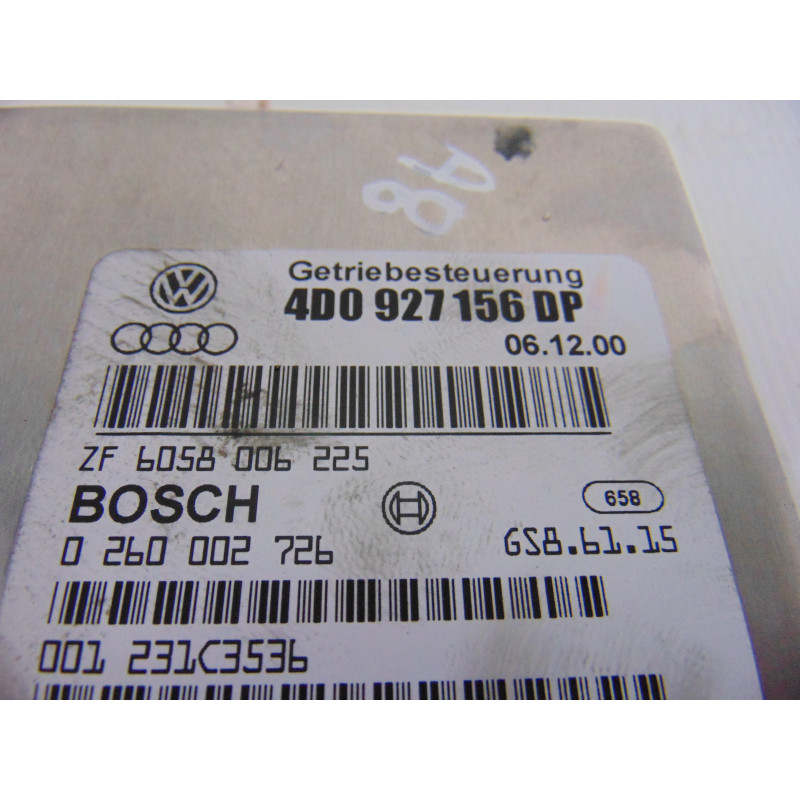 Getriebesteuerung
4D0 927 156 DP
06.12.00
ZF 6058 006 225
BOSCH
658
0 260 002 726
GS8.61.15
001 231C3536